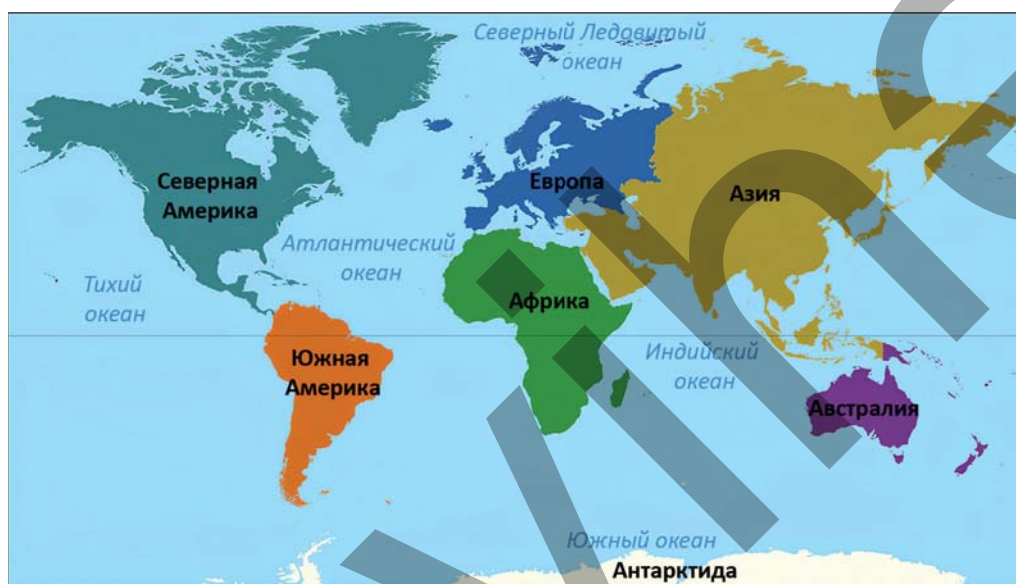 Северный Ледовитый
океан
Северная
Америка
Европа
Азия
Атлантический
океан
Тихий
океан
Африка
Южная
Америка
Индийский
океан
Австралия
Южный океан
Антарктида